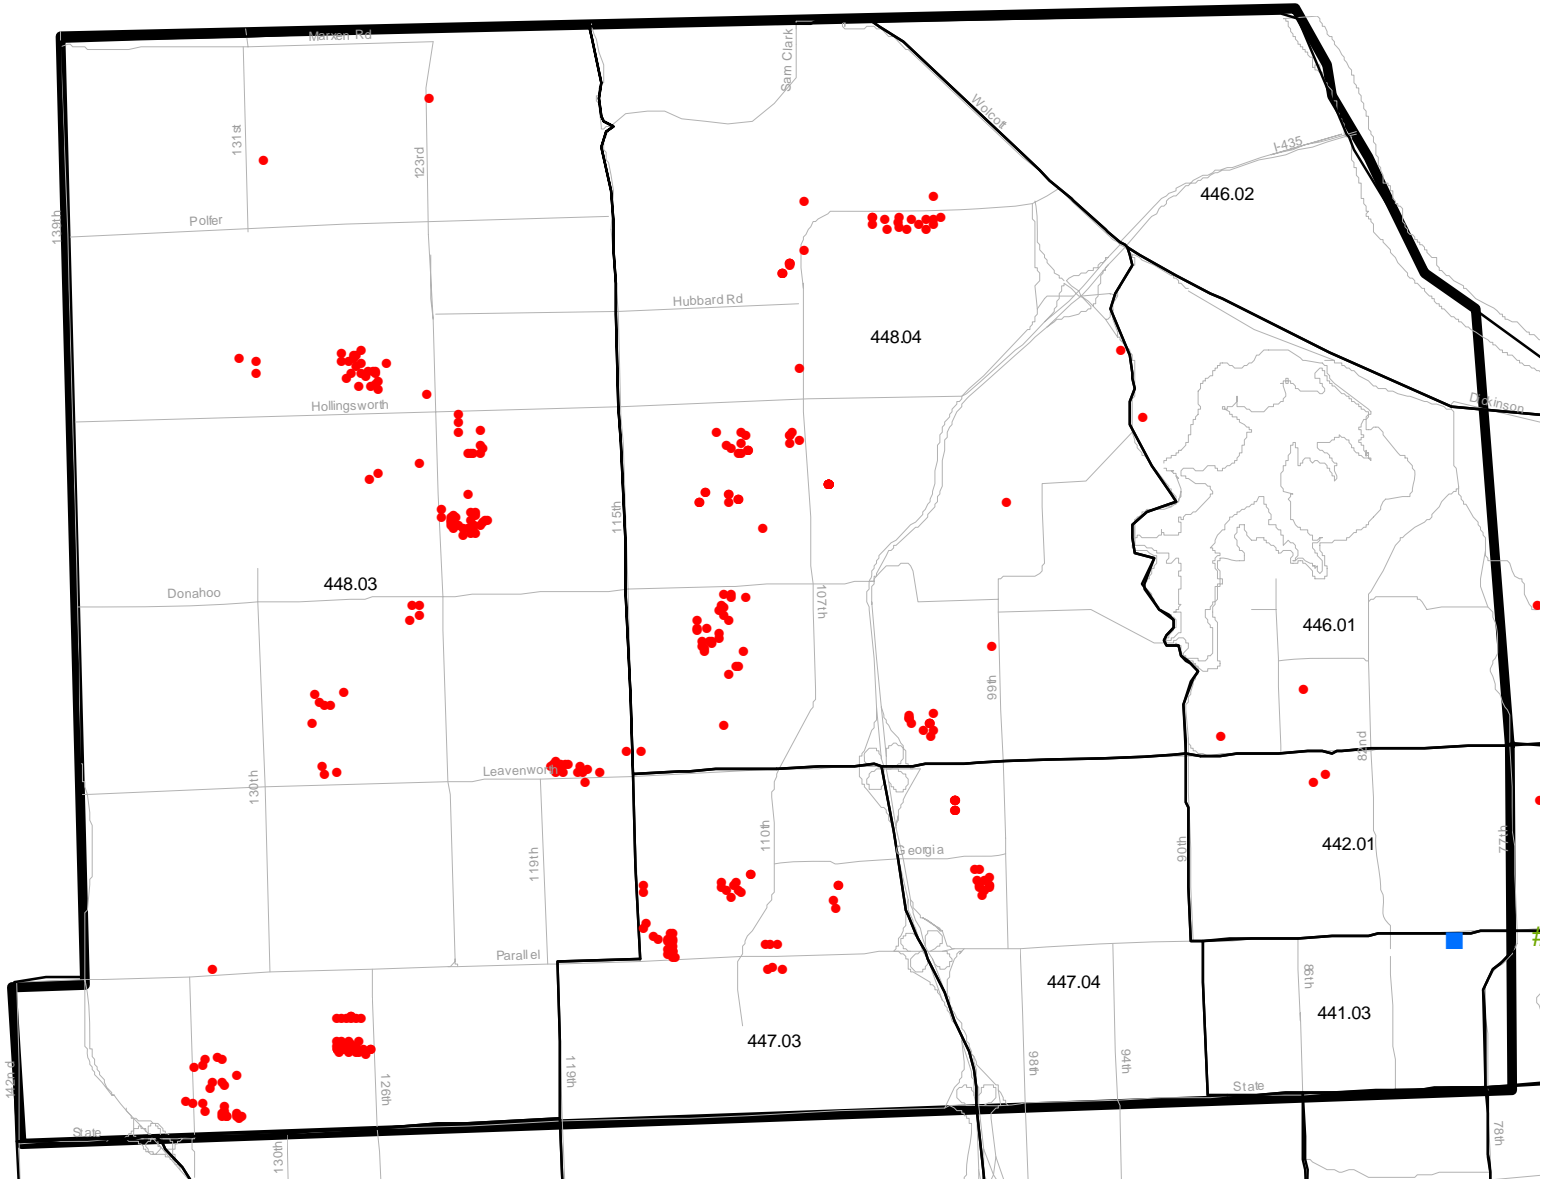 Marxen Rd
Sam Clark
Wolcott
I-435
131st
123rd
446.02
139th
Polfer
Hubbard Rd
448.04
Hollingsworth
Dickinson
115th
448.03
Donahoo
107th
446.01
99th
82nd
Leavenworth
130th
110th
Georgia
90th
442.01
77th
119th
Parallel
#
447.04
86th
441.03
447.03
142nd
126th
119th
98th
94th
State
State
130th
78th